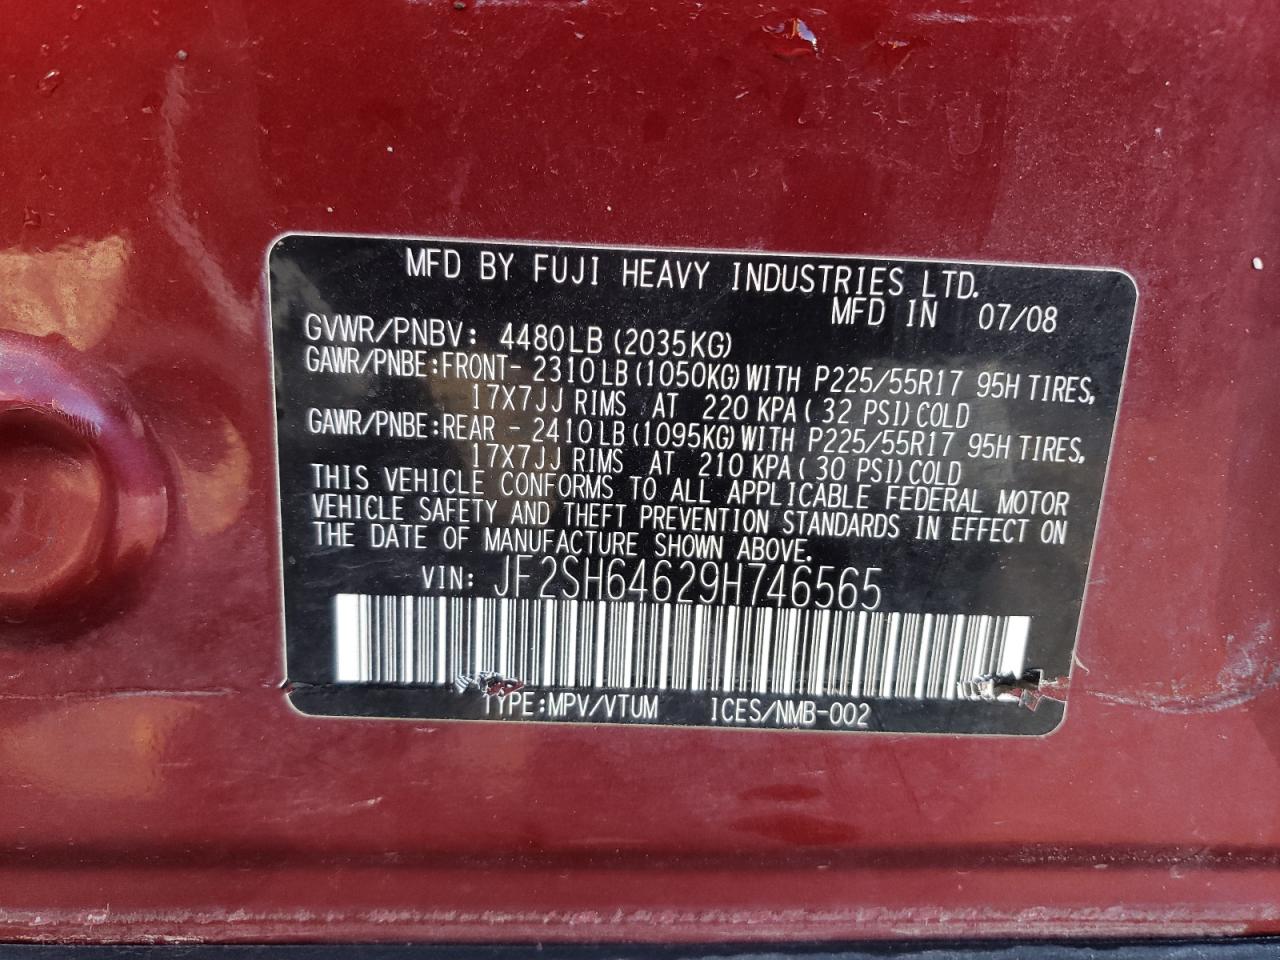 MFD BY FUJI HEAVY INDUSTRIES LTD.
MFD IN 07/08
GVWR/PNBV: 4480LB(2035KG)
GAWR/PNBE:FRONT- 2310LB(1050KG)WITH P225/55R17 95H TIRES,
17X7JJ RIMS AT 220 KPA( 32 PSI)COLD
GAWR/PNBE:REAR - 2410LB(1095KG)WITH P225/55R17 95H TIRES,
17X7JJ RIMS AT 210 KPA( 30 PSI)COLD
THIS VEHICLE CONFORMS TO ALL APPLICABLE FEDERAL MOTOR
VEHICLE SAFETY AND THEFT PREVENTION STANDARDS IN EFFECT ON
THE DATE OF MANUFACTURE SHOWN ABOVE.
VIN: JF2SH64629H746565
TYPE:MPV/VTUM ICES/NMB-002